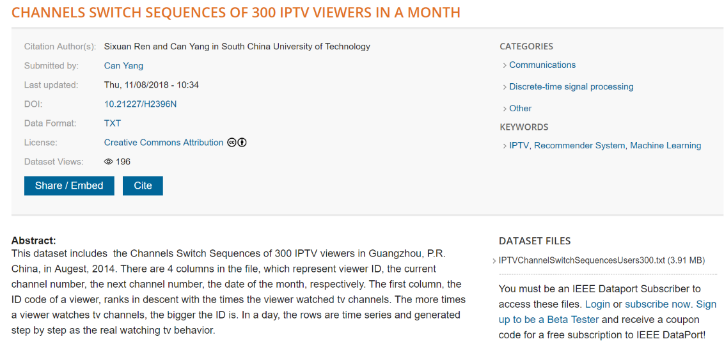 CHANNELS SWITCH SEQUENCES OF 300 IPTV VIEWERS IN A MONTH
Citation Author(s): Sixuan Ren and Can Yang in South China University of Technology
Submitted by: Can Yang
Last updated: Thu, 11/08/2018 - 10:34
DOI: 10.21227/H2396N
Data Format: TXT
License: Creative Commons Attribution
Dataset Views: 196
Share / Embed
Cite
CATEGORIES
> Communications
> Discrete-time signal processing
> Other
KEYWORDS
> IPTV, Recommender System, Machine Learning
Abstract:
This dataset includes the Channels Switch Sequences of 300 IPTV viewers in Guangzhou, P.R.
China, in Augest, 2014. There are 4 columns in the file, which represent viewer ID, the current
channel number, the next channel number, the date of the month, respectively. The first column, the
ID code of a viewer, ranks in descent with the times the viewer watched tv channels. The more times
a viewer watches tv channels, the bigger the ID is. In a day, the rows are time series and generated
step by step as the real watching tv behavior.
DATASET FILES
> IPTVChannelSwitchSequencesUsers300.txt (3.91 MB)
You must be an IEEE Dataport Subscriber to
access these files. Login or subscribe now. Sign
up to be a Beta Tester and receive a coupon
code for a free subscription to IEEE DataPort!